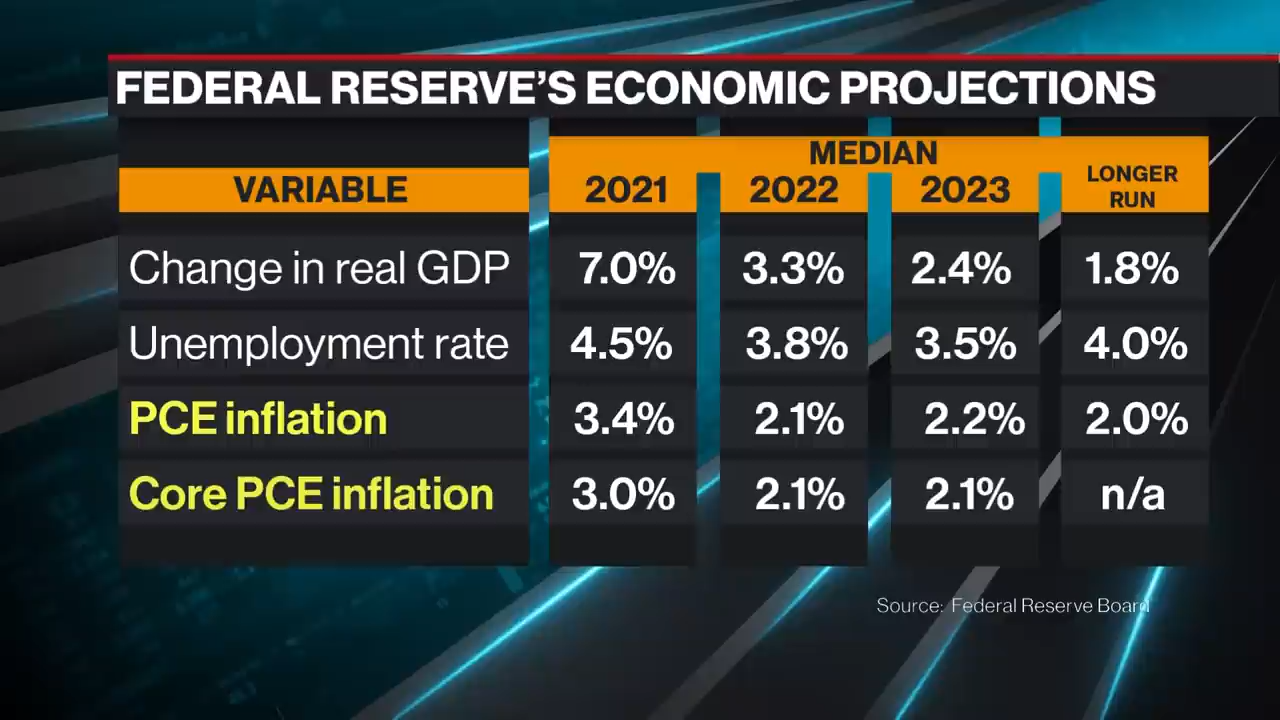 FEDERAL RESERVE'S ECONOMIC PROJECTIONS
MEDIAN
VARIABLE 2021 2022 2023 LONGER RUN
Change in real GDP 7.0% 3.3% 2.4% 1.8%
Unemployment rate 4.5% 3.8% 3.5% 4.0%
PCE inflation 3.4% 2.1% 2.2% 2.0%
Core PCE inflation 3.0% 2.1% 2.1% n/a
Source: Federal Reserve Board